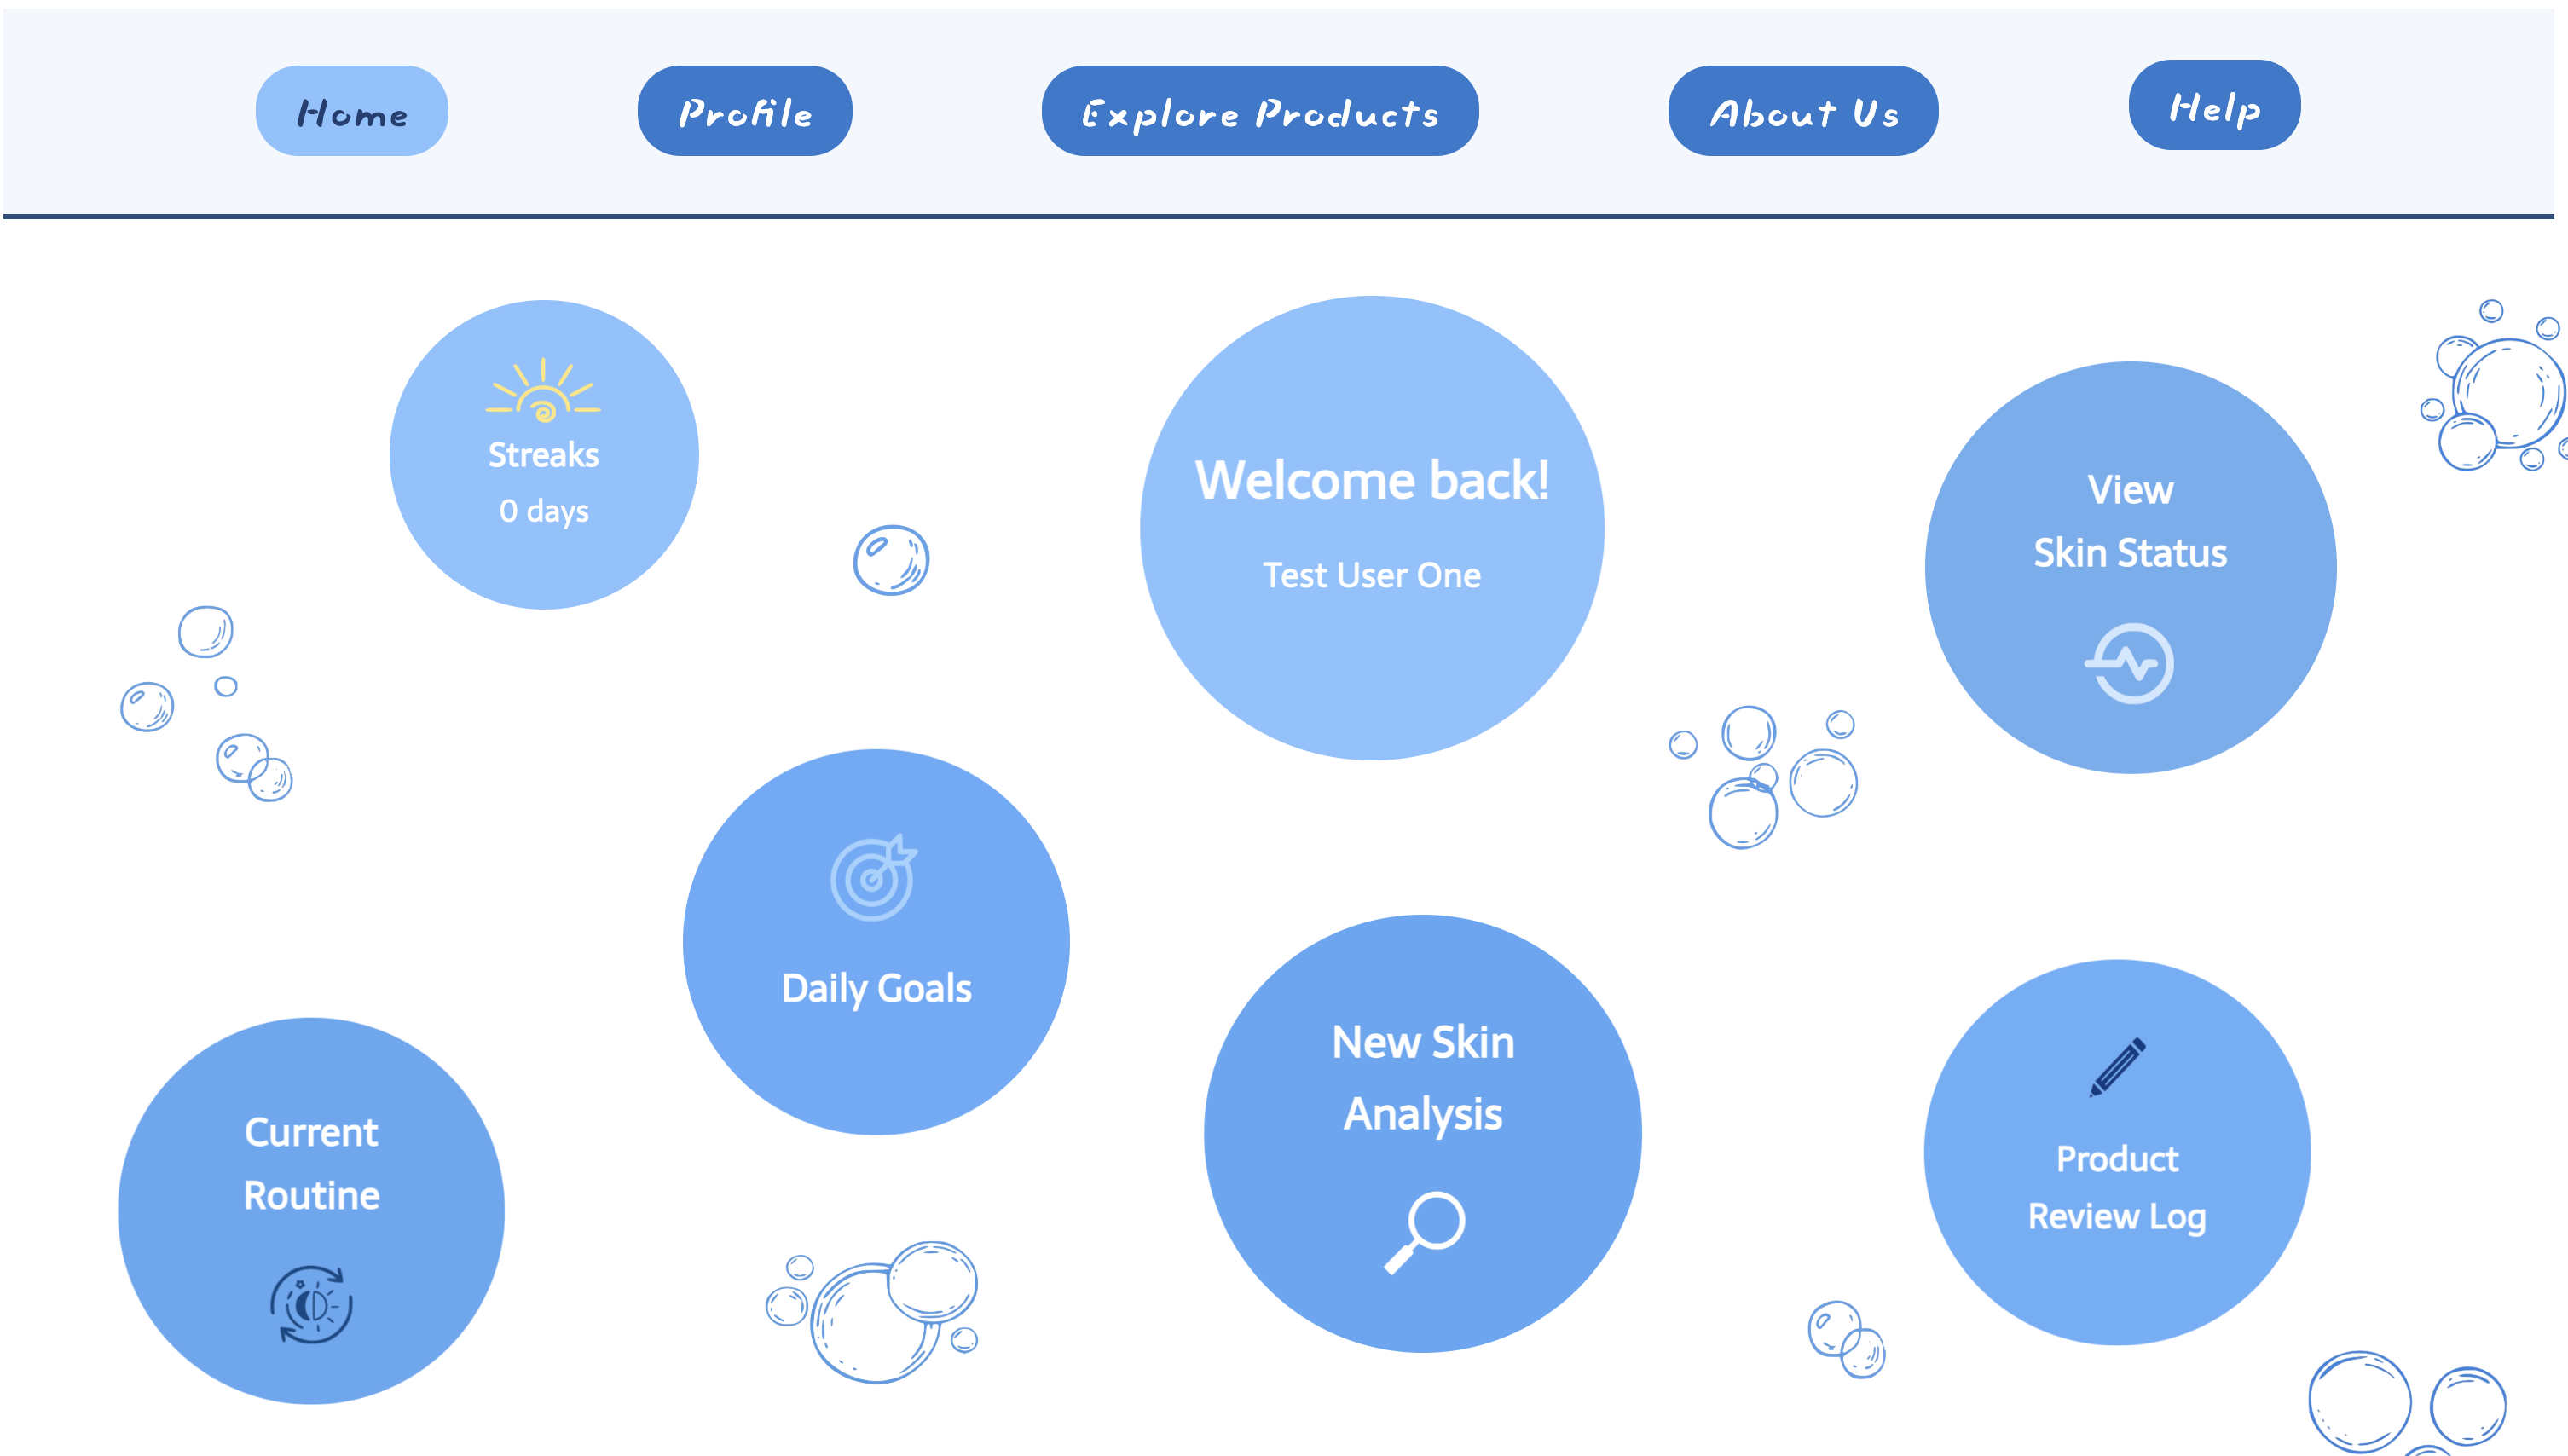 Home
Profile
Explore Products
About Us
Help
Streaks
0 days
Welcome back!
Test User One
View
Skin Status
Daily Goals
New Skin
Analysis
Current
Routine
Product
Review Log